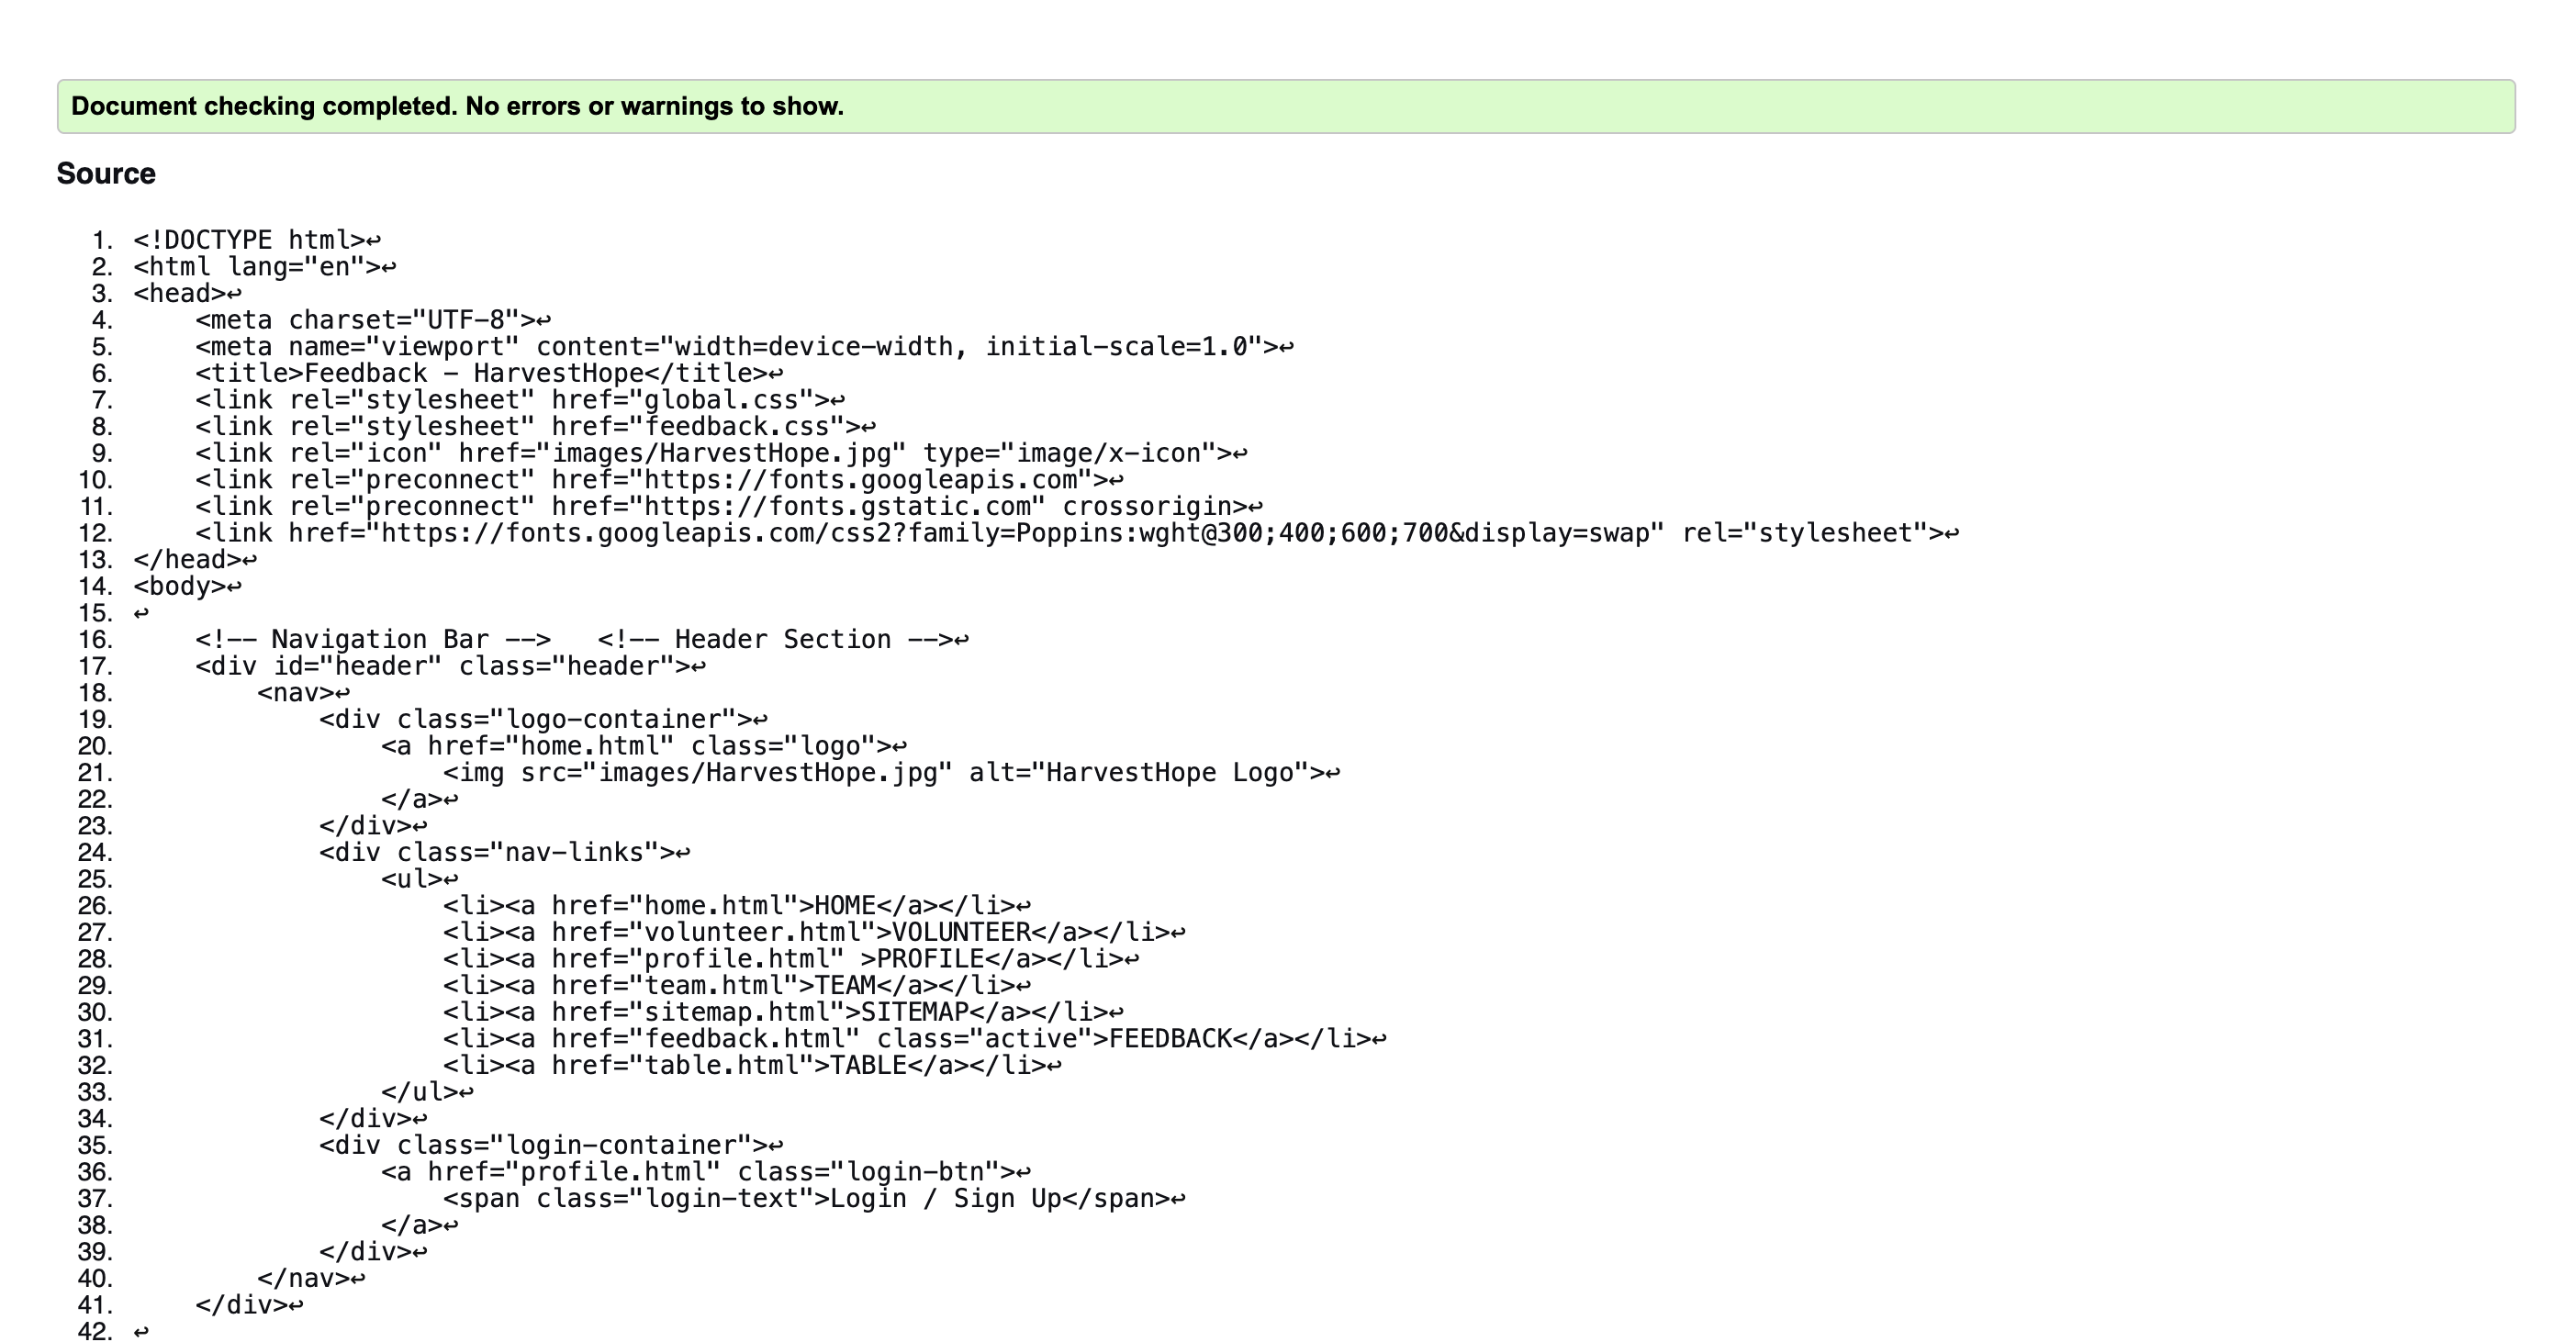 Document checking completed. No errors or warnings to show.
Source
1. <!DOCTYPE html>↩
2. <html lang="en">↩
3. <head>↩
4.     <meta charset="UTF-8">↩
5.     <meta name="viewport" content="width=device-width, initial-scale=1.0">↩
6.     <title>Feedback - HarvestHope</title>↩
7.     <link rel="stylesheet" href="global.css">↩
8.     <link rel="stylesheet" href="feedback.css">↩
9.     <link rel="icon" href="images/HarvestHope.jpg" type="image/x-icon">↩
10.     <link rel="preconnect" href="https://fonts.googleapis.com">↩
11.     <link rel="preconnect" href="https://fonts.gstatic.com" crossorigin>↩
12.     <link href="https://fonts.googleapis.com/css2?family=Poppins:wght@300;400;600;700&display=swap" rel="stylesheet">↩
13. </head>↩
14. <body>↩
15. ↩
16.     <!-- Navigation Bar -->   <!-- Header Section -->↩
17.     <div id="header" class="header">↩
18.         <nav>↩
19.             <div class="logo-container">↩
20.                 <a href="home.html" class="logo">↩
21.                     <img src="images/HarvestHope.jpg" alt="HarvestHope Logo">↩
22.                 </a>↩
23.             </div>↩
24.             <div class="nav-links">↩
25.                 <ul>↩
26.                     <li><a href="home.html">HOME</a></li>↩
27.                     <li><a href="volunteer.html">VOLUNTEER</a></li>↩
28.                     <li><a href="profile.html" >PROFILE</a></li>↩
29.                     <li><a href="team.html">TEAM</a></li>↩
30.                     <li><a href="sitemap.html">SITEMAP</a></li>↩
31.                     <li><a href="feedback.html" class="active">FEEDBACK</a></li>↩
32.                     <li><a href="table.html">TABLE</a></li>↩
33.                 </ul>↩
34.             </div>↩
35.             <div class="login-container">↩
36.                 <a href="profile.html" class="login-btn">↩
37.                     <span class="login-text">Login / Sign Up</span>↩
38.                 </a>↩
39.             </div>↩
40.         </nav>↩
41.     </div>↩
42. ↩